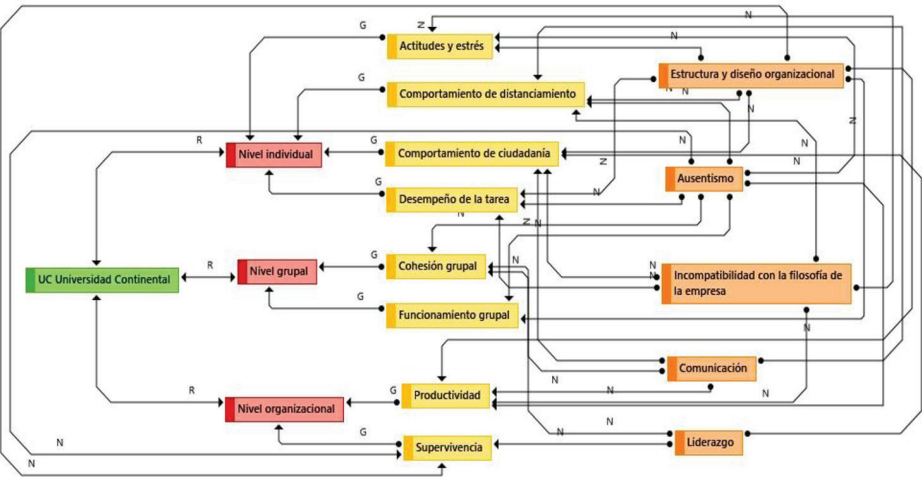 N
G
N
N
Actitudes y estrés
Estructura y diseño organizacional
G
Comportamiento de distanciamiento
N
N
N
N
R
Nivel individual
G
Comportamiento de ciudadanía
N
N
N
N
Ausentismo
G
Desempeño de la tarea
N
N
N
N
UC Universidad Continental
R
Nivel grupal
G
Cohesión grupal
N
N
N
Incompatibilidad con la filosofía de
la empresa
G
Funcionamiento grupal
N
Comunicación
N
R
Nivel organizacional
G
Productividad
N
N
N
G
Supervivencia
N
N
Liderazgo
N